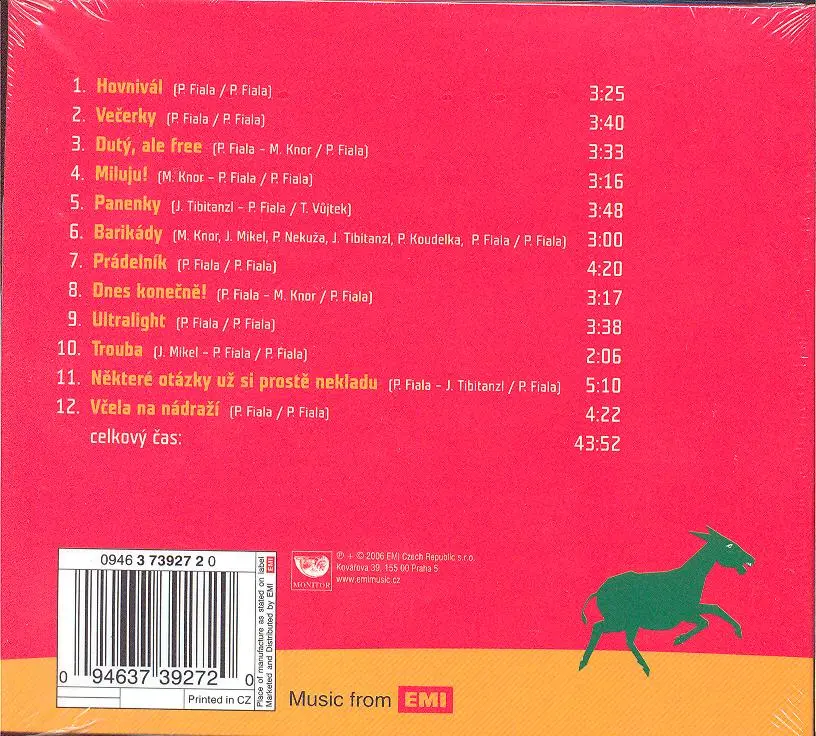 1. Hovnivál (P. Fiala / P. Fiala) 3:25
2. Večerky (P. Fiala / P. Fiala) 3:40
3. Dutý, ale free (P. Fiala – M. Knor / P. Fiala) 3:33
4. Miluju! (M. Knor – P. Fiala / P. Fiala) 3:16
5. Panenky (J. Tibitanzl – P. Fiala / T. Vůjtek) 3:48
6. Barikády (M. Knor, J. Mikel, P. Nekuža, J. Tibitanzl, P. Koudelka, P. Fiala / P. Fiala) 3:00
7. Prádelník (P. Fiala / P. Fiala) 4:20
8. Dnes konečně! (P. Fiala – M. Knor / P. Fiala) 3:17
9. Ultralight (P. Fiala / P. Fiala) 3:38
10. Trouba (J. Mikel – P. Fiala / P. Fiala) 2:06
11. Některé otázky už si prostě nekladu (P. Fiala – J. Tibitanzl / P. Fiala) 5:10
12. Včela na nádraží (P. Fiala / P. Fiala) 4:22
celkový čas: 43:52
0946 3 73927 2 0
0 94637 39272 0
Printed in CZ
Place of manufacture as stated on label
Marketed and Distributed by EMI
EMI
MONITOR
℗ + © 2006 EMI Czech Republic s.r.o.
Kovářova 39, 155 00 Praha 5
www.emimusic.cz
Music from EMI